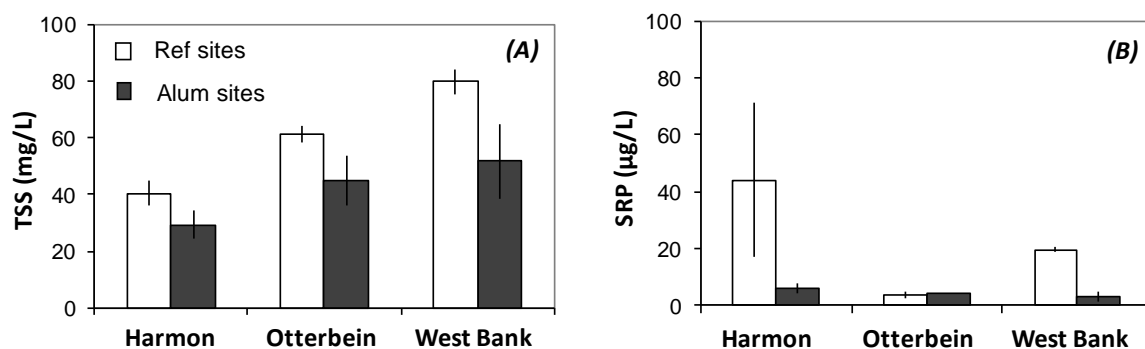 100
80
60
40
20
0
TSS (mg/L)
Ref sites
Alum sites
(A)
Harmon Otterbein West Bank
100
80
60
40
20
0
SRP (µg/L)
(B)
Harmon Otterbein West Bank